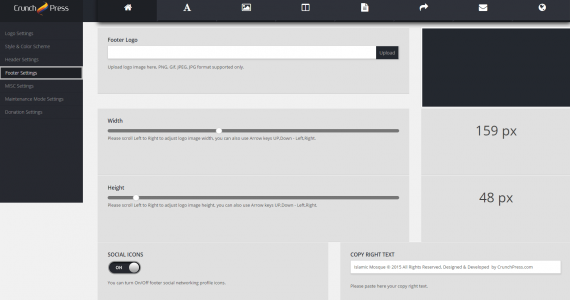 Crunch Press
Logo Settings
Style & Color Scheme
Header Settings
Footer Settings
MISC Settings
Maintenance Mode Settings
Donation Settings
Footer Logo
Upload
Upload logo image here. PNG, Gif, JPEG, JPG format supported only.
Width
Please scroll Left to Right to adjust logo image width, you can also use Arrow keys UP,Down - Left,Right.
159 px
Height
Please scroll Left to Right to adjust logo image height, you can also use Arrow keys UP,Down - Left,Right.
48 px
SOCIAL ICONS
ON
You can turn On/Off footer social networking profile icons.
COPY RIGHT TEXT
Islamic Mosque © 2015 All Rights Reserved. Designed & Developed by CrunchPress.com
Please paste here your copy right text.